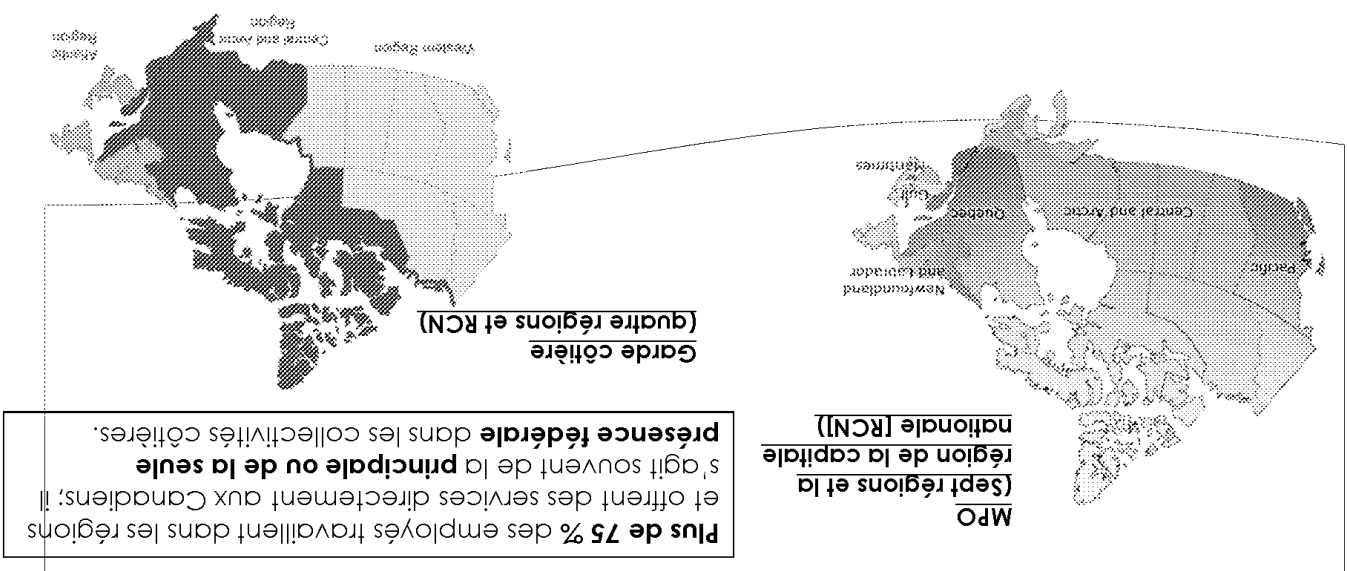 Plus de 75 % des employés travaillent dans les régions
et offrent des services directement aux Canadiens; il
s'agit souvent de la principale ou de la seule
présence fédérale dans les collectivités côtières.
MPO
(Sept régions et la
région de la capitale
nationale [RCN])
Newfoundland
and Labrador
Pacific
Central and Arctic
Quebec
Gulf
Maritimes
Garde côtière
(quatre régions et RCN)
Western Region
Central and Arctic
Region
Atlantic
Region